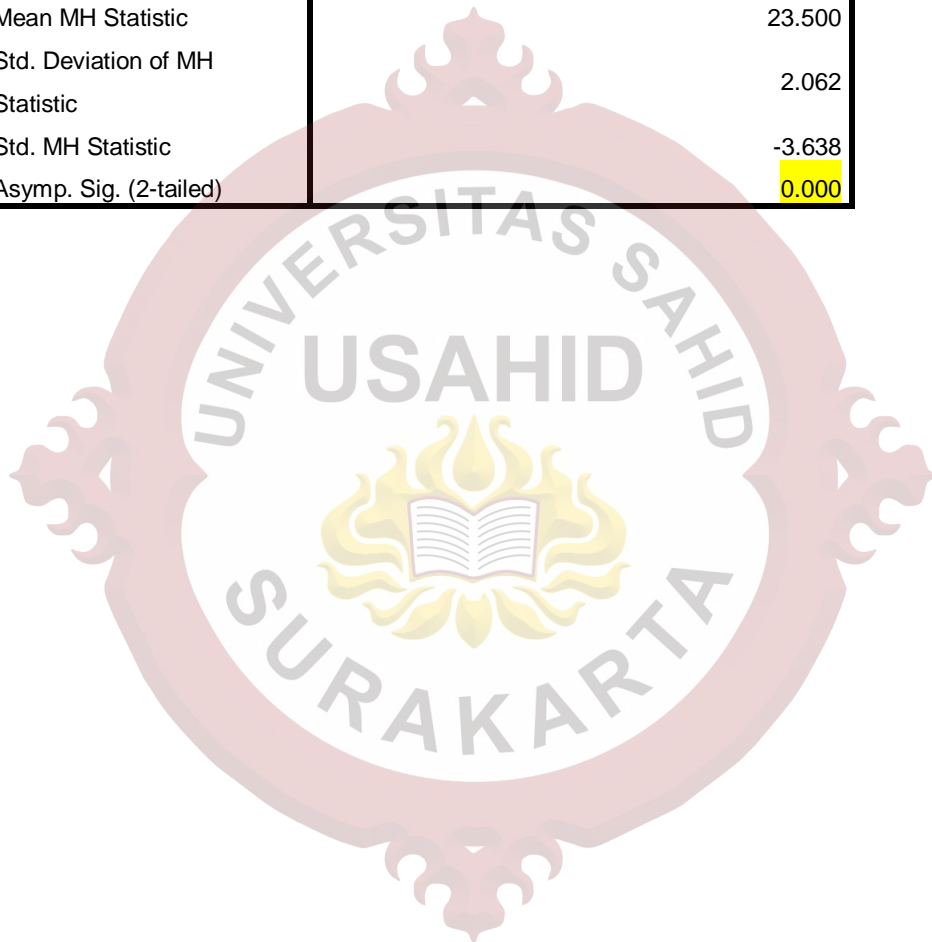 Mean MH Statistic 23.500
Std. Deviation of MH
Statistic 2.062
Std. MH Statistic -3.638
Asymp. Sig. (2-tailed) 0.000
UNIVERSITAS SAHID
USAHID
SURAKARTA